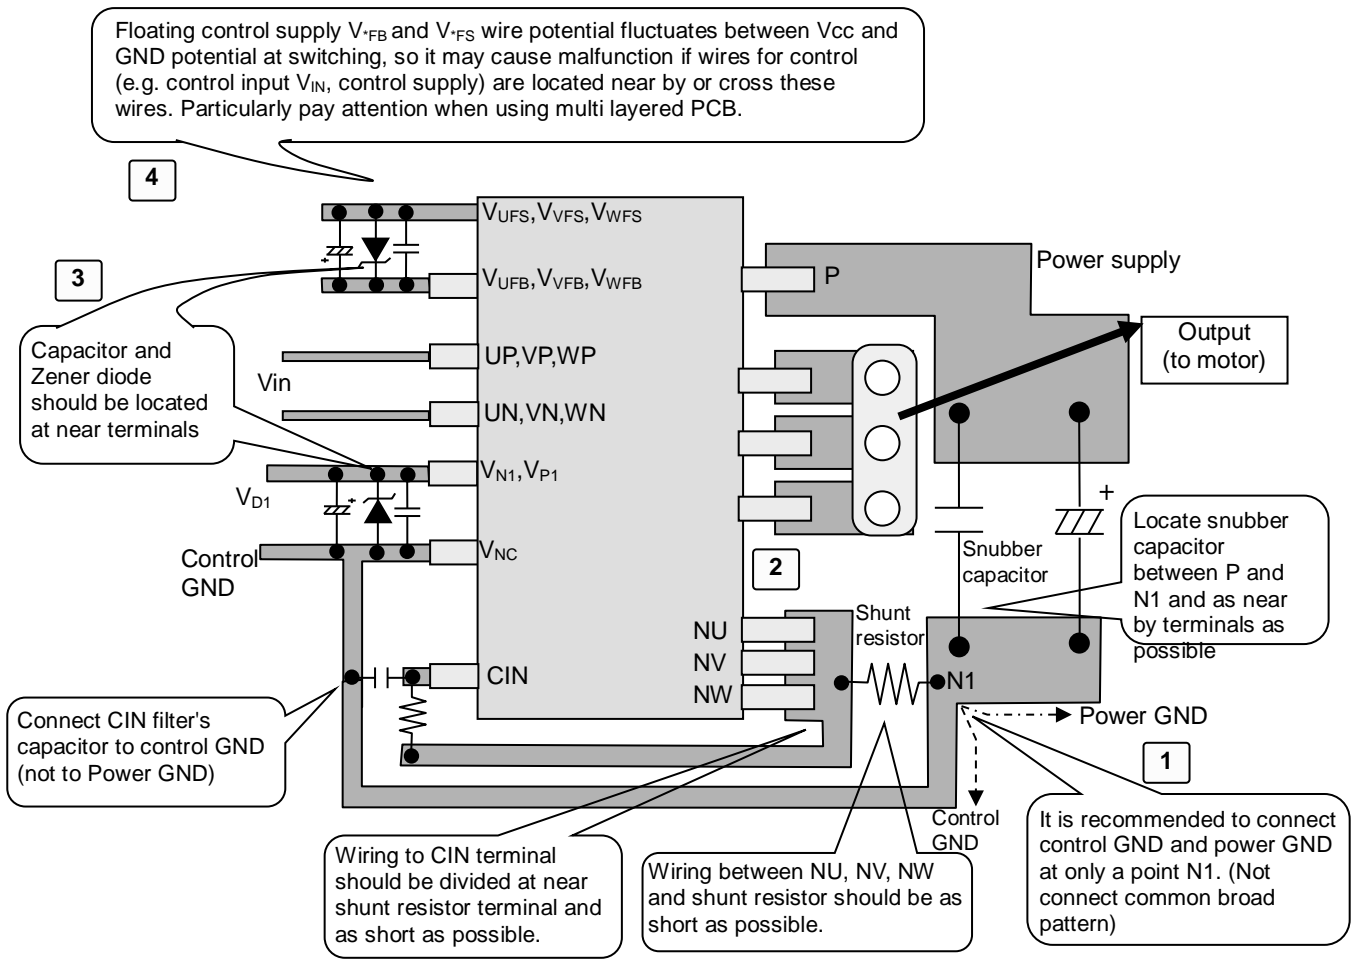 Floating control supply V*FB and V*FS wire potential fluctuates between Vcc and
GND potential at switching, so it may cause malfunction if wires for control
(e.g. control input VIN, control supply) are located near by or cross these
wires. Particularly pay attention when using multi layered PCB.
4
VUFS,VVFS,VWFS
3
+
VUFB,VVFB,VWFB
P
Power supply
Output
(to motor)
Capacitor and
Zener diode
should be located
at near terminals
Vin
UP,VP,WP
UN,VN,WN
VN1,VP1
VD1
+
Control
GND
VNC
2
Snubber
capacitor
+
Locate snubber
capacitor
between P and
N1 and as near
by terminals as
possible
Shunt
resistor
NU
NV
NW
CIN
N1
Connect CIN filter's
capacitor to control GND
(not to Power GND)
Power GND
1
Control
GND
Wiring to CIN terminal
should be divided at near
shunt resistor terminal and
as short as possible.
Wiring between NU, NV, NW
and shunt resistor should be as
short as possible.
It is recommended to connect
control GND and power GND
at only a point N1. (Not
connect common broad
pattern)